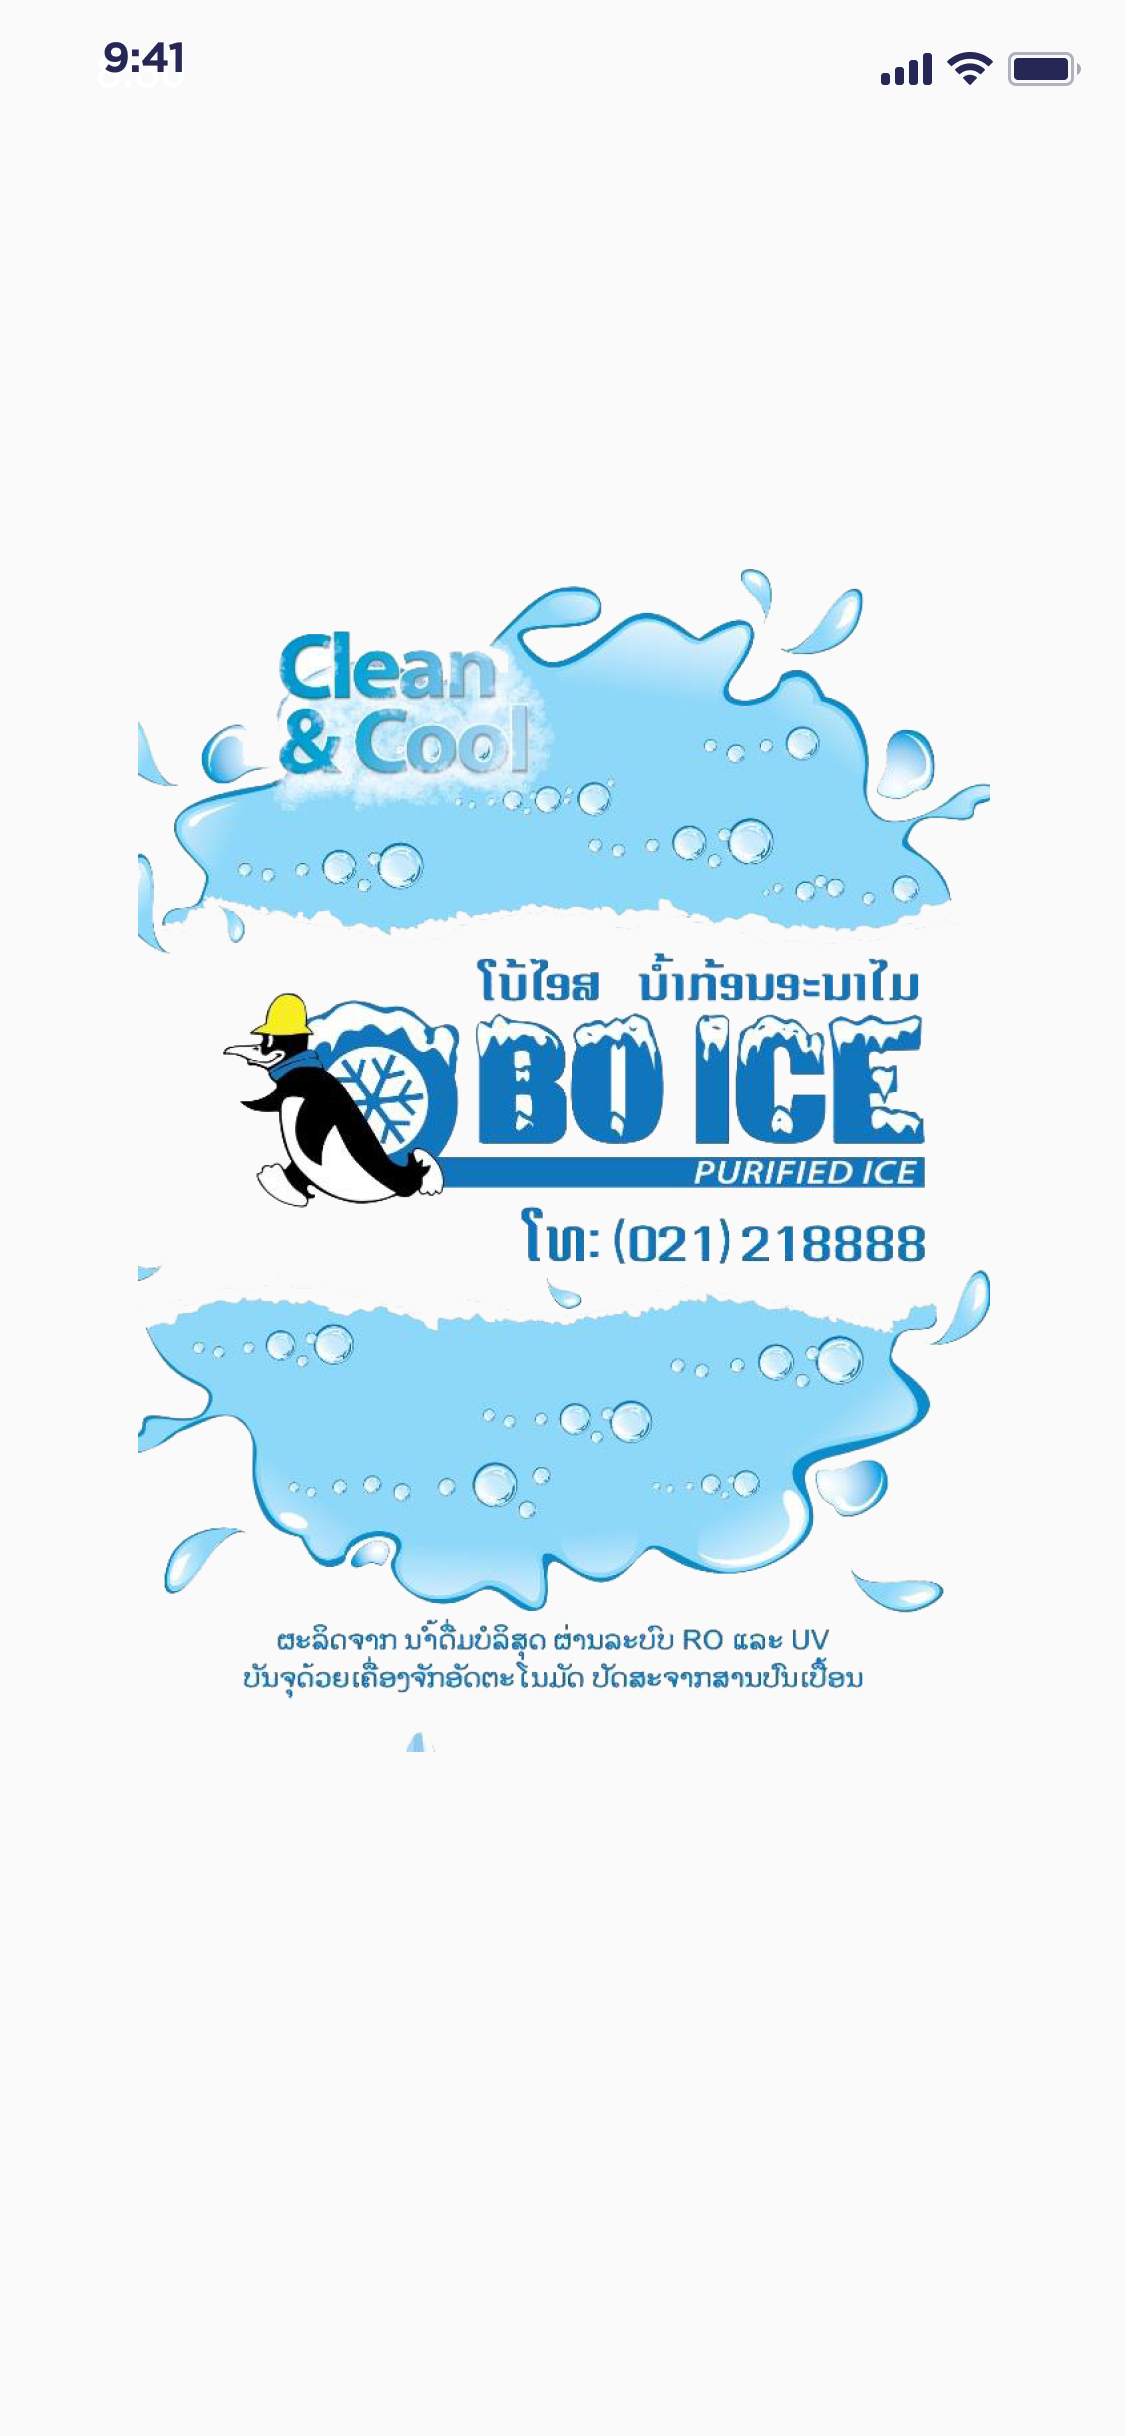 9:41
Clean
& Cool
ໂບ້ໄອສ ນ້ຳກ້ອນອະນາໄມ
BO ICE
PURIFIED ICE
ໂທ: (021) 218888
ຜະລິດຈາກ ນ້ຳດື່ມບໍລິສຸດ ຜ່ານລະບົບ RO ແລະ UV
ບັນຈຸດ້ວຍເຄື່ອງຈັກອັດຕະໂນມັດ ປັດສະຈາກສານປົນເປື້ອນ